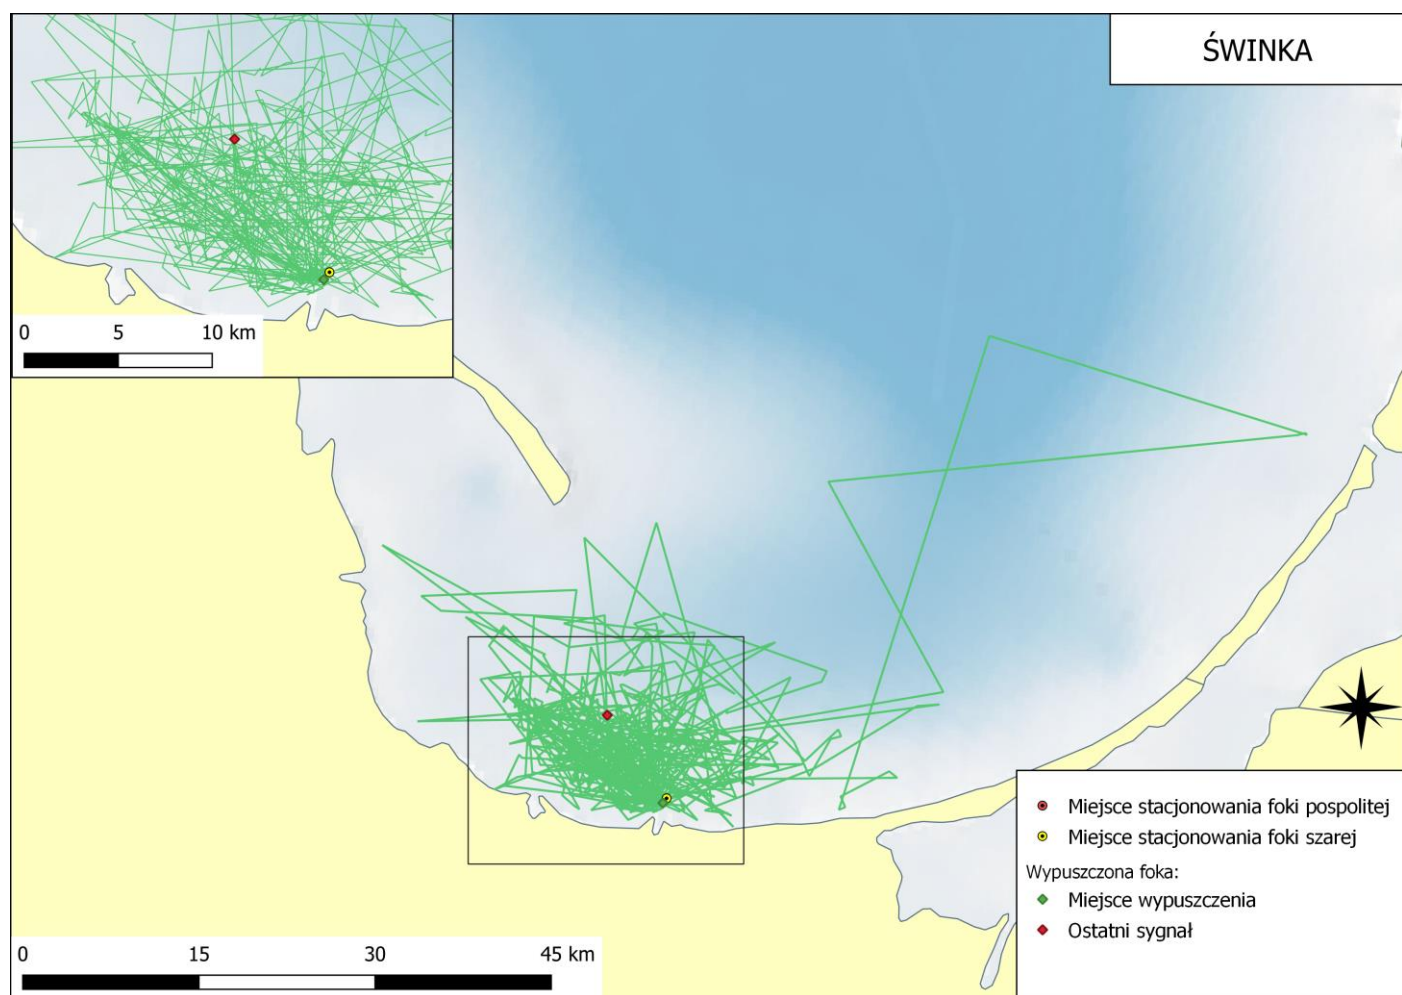 ŚWINKA
0 5 10 km
Miejsce stacjonowania foki pospolitej
Miejsce stacjonowania foki szarej
Wypuszczona foka:
Miejsce wypuszczenia
Ostatni sygnał
0 15 30 45 km